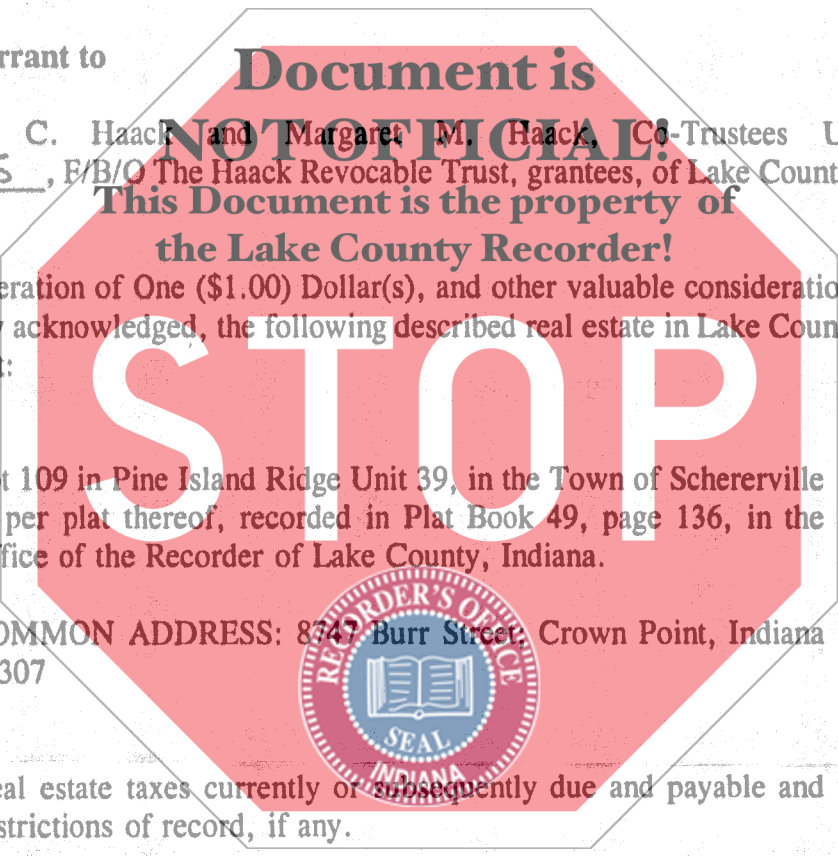 rrant to
Document is
C. Haack and Margaret M. Haack, Co-Trustees U
NOT OFFICIAL!
, F/B/O The Haack Revocable Trust, grantees, of Lake Count
This Document is the property of
the Lake County Recorder!
eration of One ($1.00) Dollar(s), and other valuable consideratio
y acknowledged, the following described real estate in Lake Coun
t:
STOP
t 109 in Pine Island Ridge Unit 39, in the Town of Schererville
per plat thereof, recorded in Plat Book 49, page 136, in the
fice of the Recorder of Lake County, Indiana.
RECORDER'S OFFICE
OMMON ADDRESS: 8747 Burr Street, Crown Point, Indiana
307
SEAL
INDIANA
eal estate taxes currently or subsequently due and payable and
strictions of record, if any.